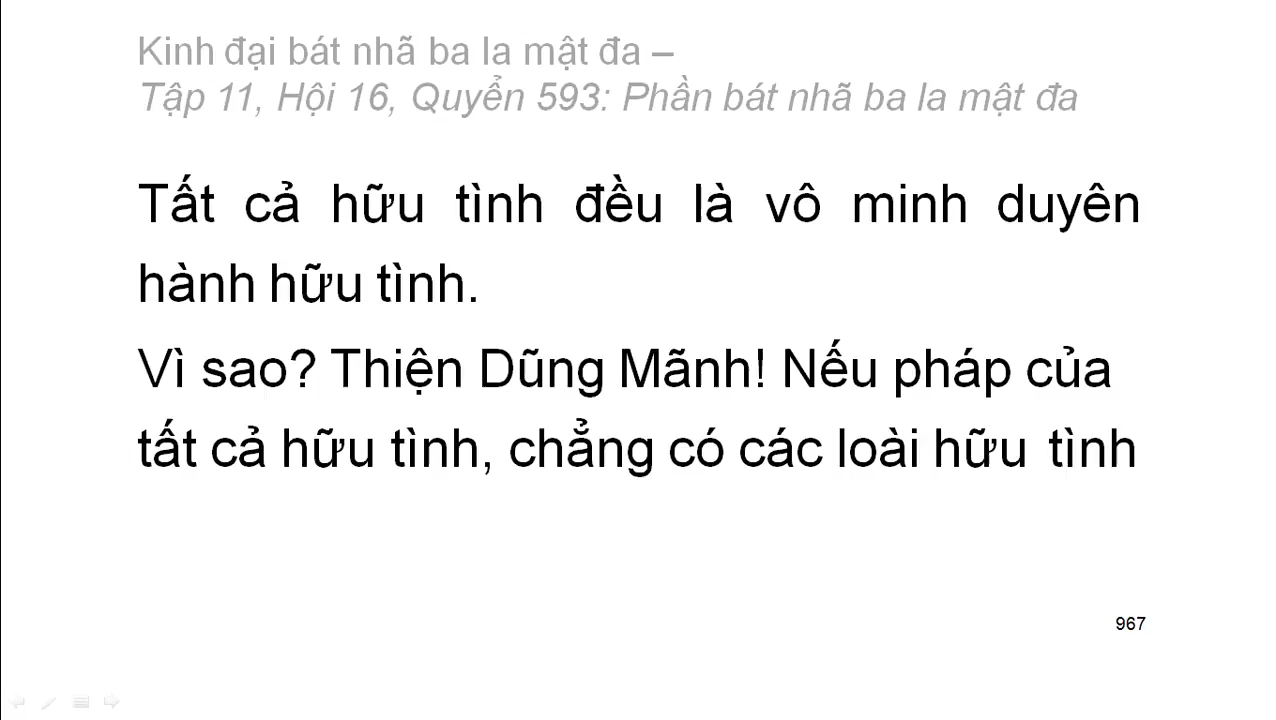 Kinh đại bát nhã ba la mật đa –
Tập 11, Hội 16, Quyển 593: Phần bát nhã ba la mật đa
Tất cả hữu tình đều là vô minh duyên
hành hữu tình.
Vì sao? Thiện Dũng Mãnh! Nếu pháp của
tất cả hữu tình, chẳng có các loài hữu tình
967